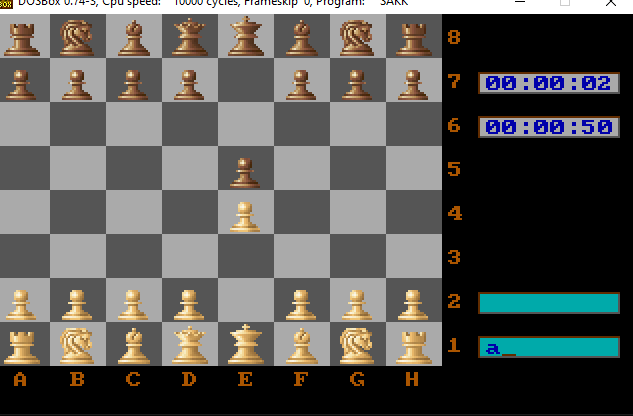 DOSBox 0.74-3, Cpu speed: 10000 cycles, Frameskip 0, Program: SAKK
8
7 00:00:02
6 00:00:50
5
4
3
2
1 a_
A B C D E F G H